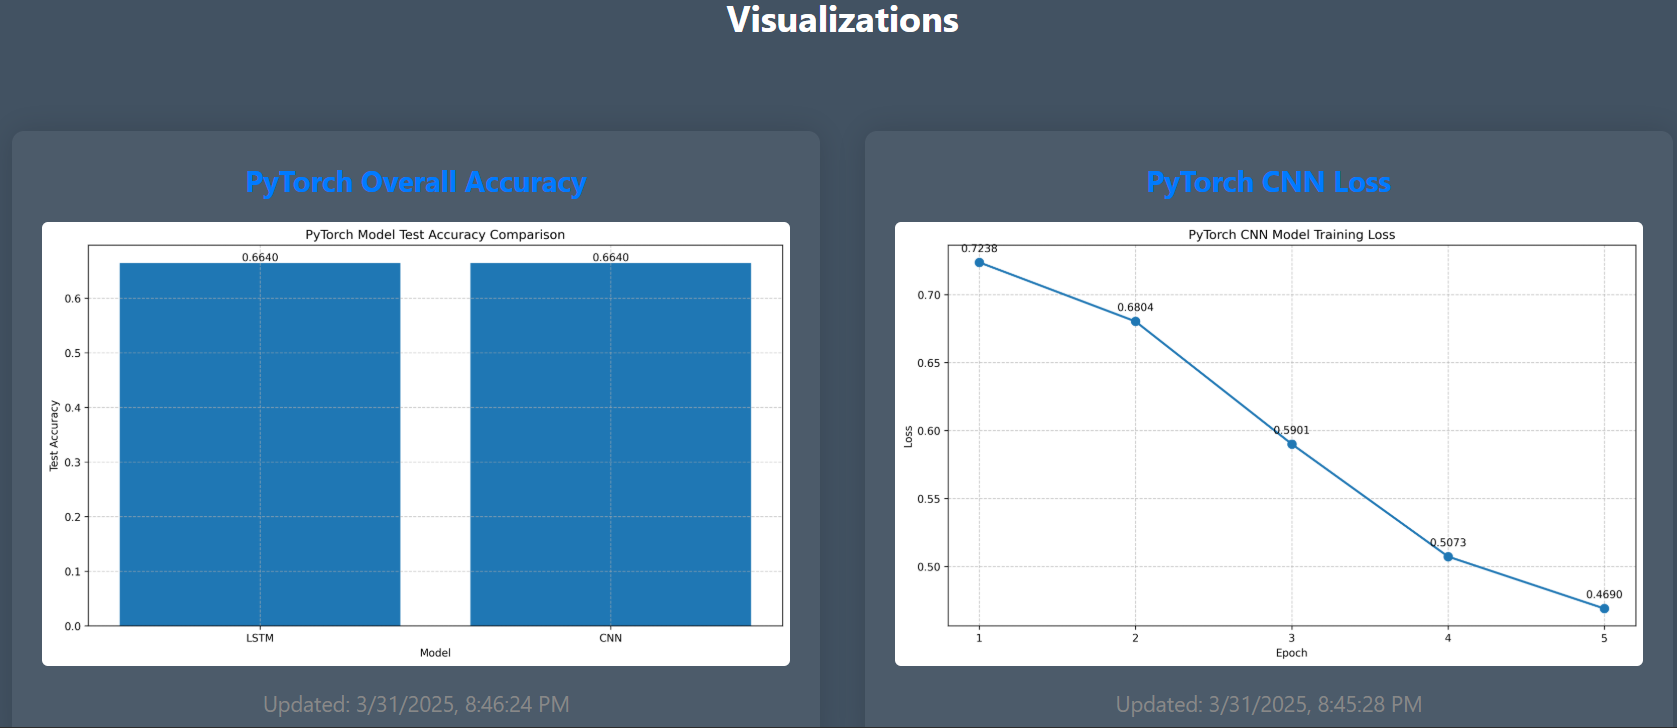 Visualizations
PyTorch Overall Accuracy
PyTorch Model Test Accuracy Comparison
0.6640
0.6640
0.6
0.5
0.4
0.3
0.2
0.1
0.0
Test Accuracy
LSTM
CNN
Model
Updated: 3/31/2025, 8:46:24 PM
PyTorch CNN Loss
PyTorch CNN Model Training Loss
0.7238
0.6804
0.5901
0.5073
0.4690
0.70
0.65
0.60
0.55
0.50
Loss
1
2
3
4
5
Epoch
Updated: 3/31/2025, 8:45:28 PM